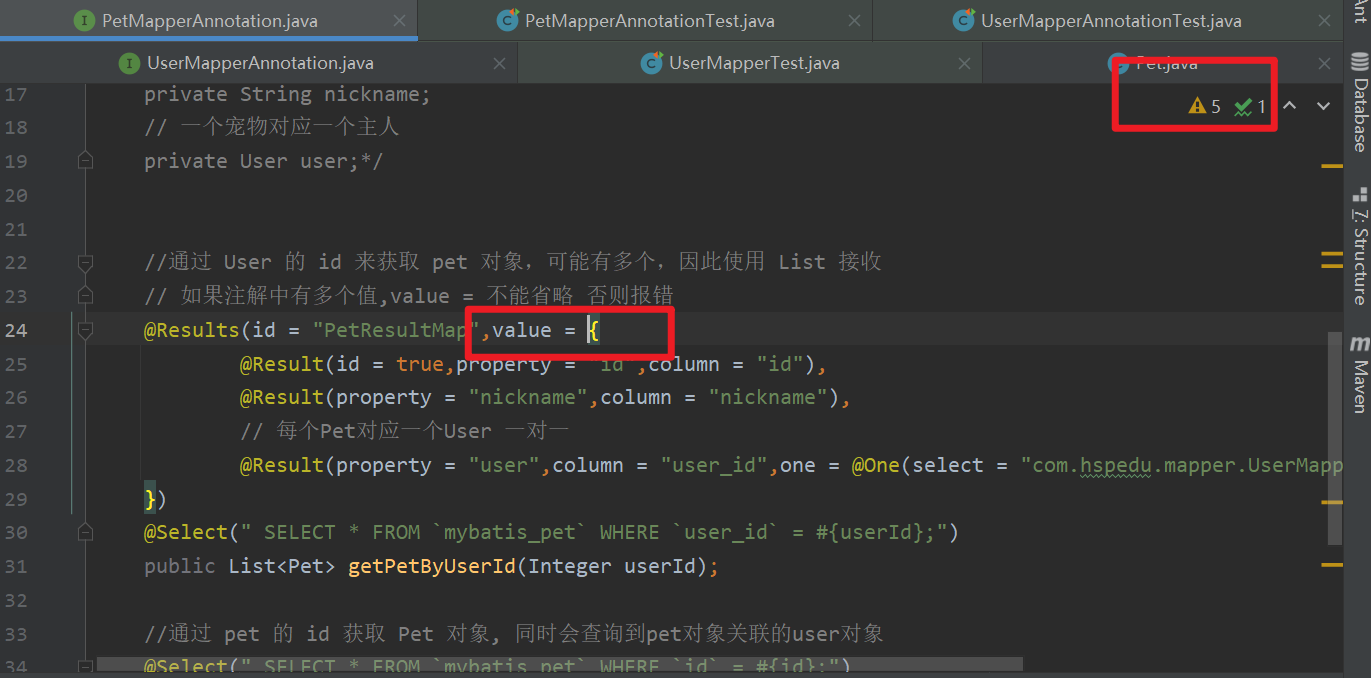 PetMapperAnnotation.java
PetMapperAnnotationTest.java
UserMapperAnnotationTest.java
UserMapperAnnotation.java
UserMapperTest.java
Pet.java
5 1
17 private String nickname;
18 // 一个宠物对应一个主人
19 private User user;*/
20
21
22 //通过 User 的 id 来获取 pet 对象，可能有多个，因此使用 List 接收
23 // 如果注解中有多个值,value = 不能省略 否则报错
24 @Results(id = "PetResultMap",value = {
25 @Result(id = true,property = "id",column = "id"),
26 @Result(property = "nickname",column = "nickname"),
27 // 每个Pet对应一个User 一对一
28 @Result(property = "user",column = "user_id",one = @One(select = "com.hspedu.mapper.UserMapp
29 })
30 @Select(" SELECT * FROM `mybatis_pet` WHERE `user_id` = #{userId};")
31 public List<Pet> getPetByUserId(Integer userId);
32
33 //通过 pet 的 id 获取 Pet 对象, 同时会查询到pet对象关联的user对象
34 @Select(" SELECT * FROM `mybatis_pet` WHERE `id` = #{id};")
Ant
Database
7: Structure
m Maven